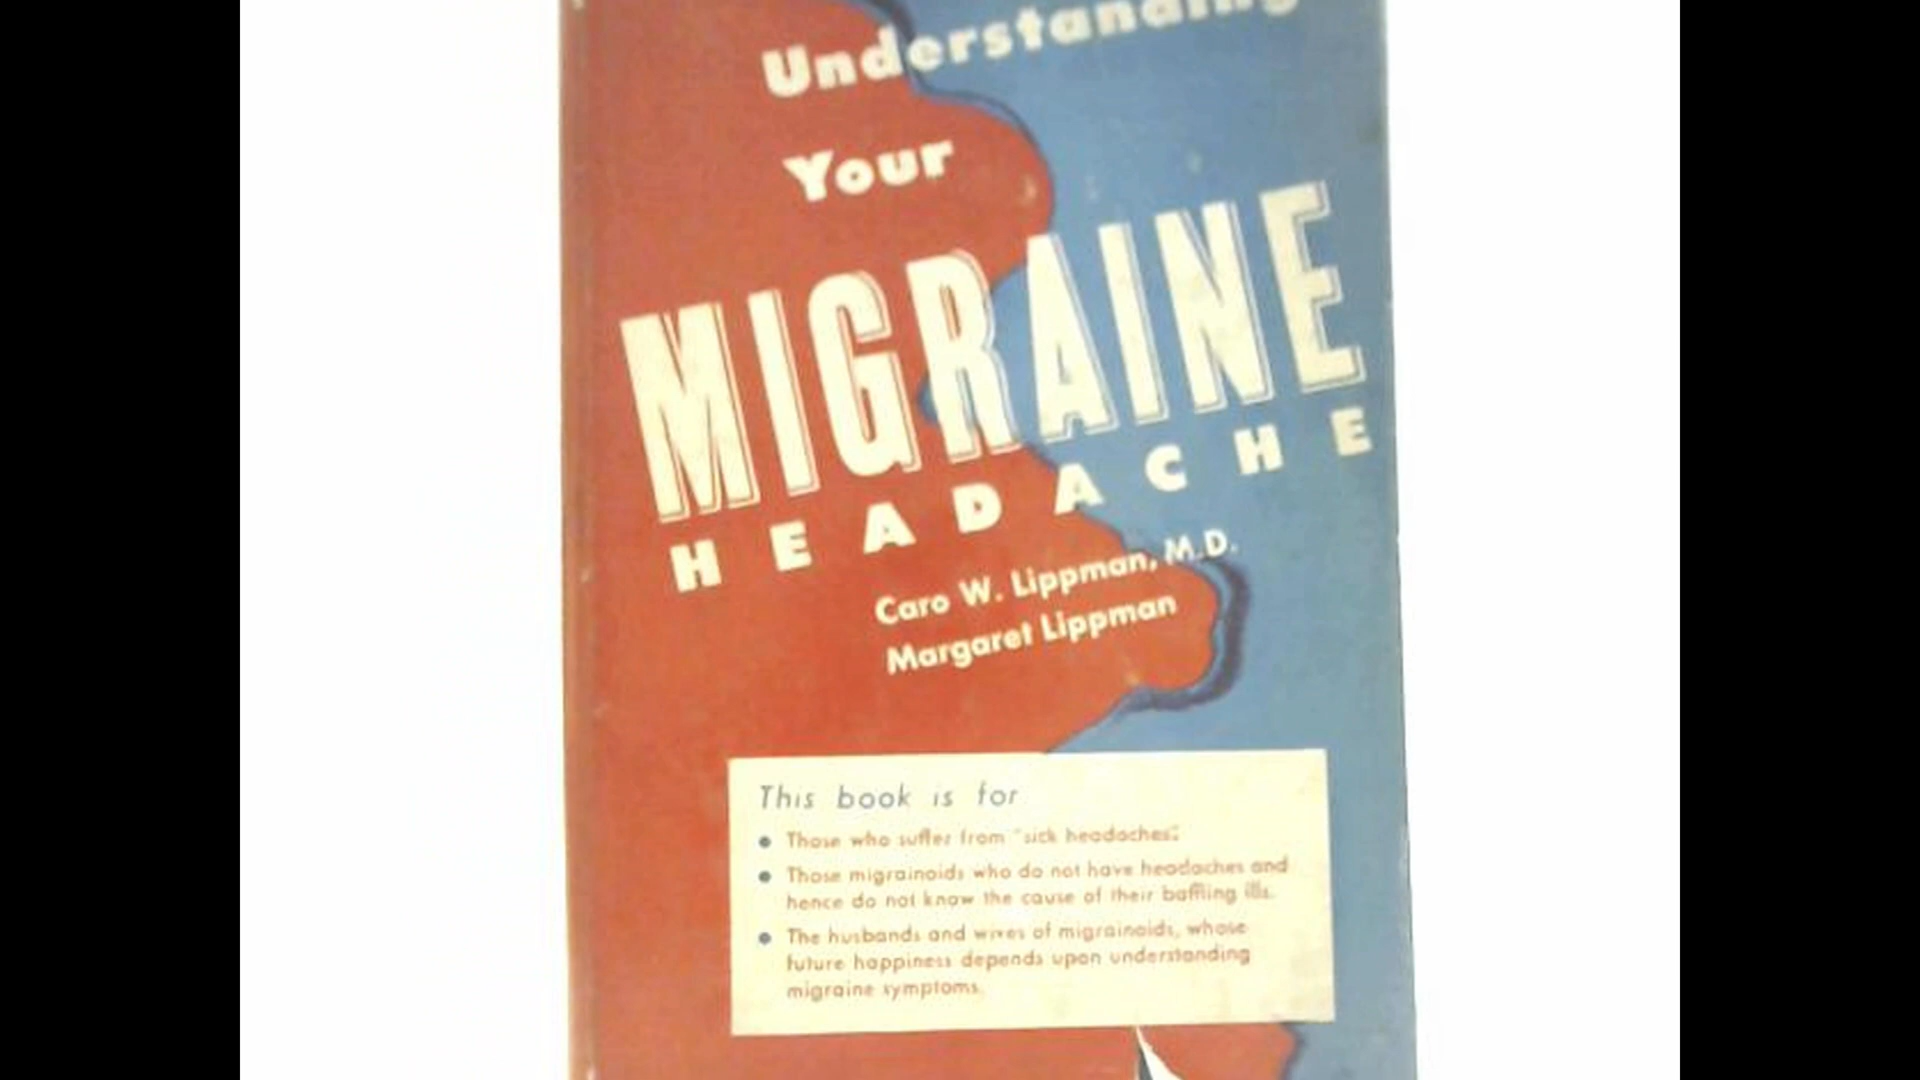 Understanding
Your
MIGRAINE
HEADACHE
Caro W. Lippman, M.D.
Margaret Lippman
This book is for
• Those who suffer from "sick headaches".
• Those migrainoids who do not have headaches and
hence do not know the cause of their baffling ills.
• The husbands and wives of migrainoids, whose
future happiness depends upon understanding
migraine symptoms.